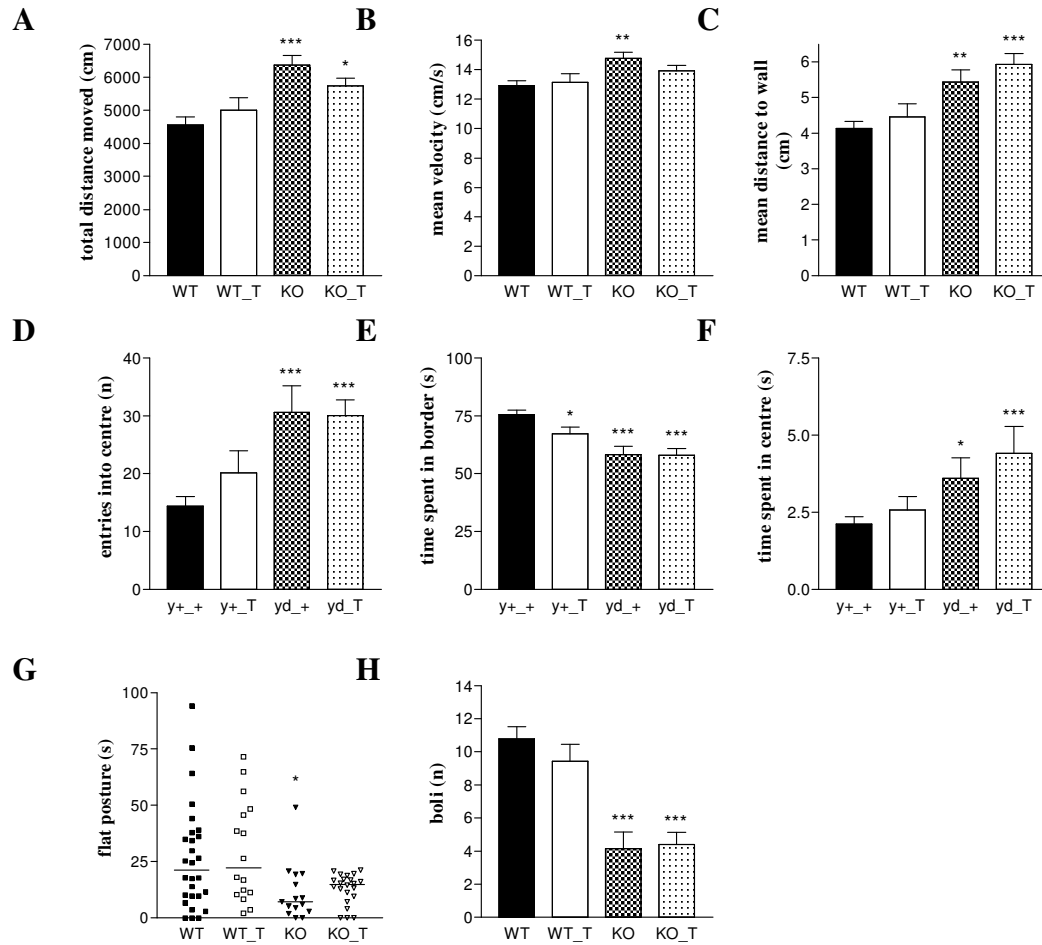 A
total distance moved (cm)
7000
6000
5000
4000
3000
2000
1000
0
***
*
WT WT_T KO KO_T
B
mean velocity (cm/s)
16
14
12
10
8
6
4
2
0
**
WT WT_T KO KO_T
C
mean distance to wall
(cm)
6
4
2
1
0
**
***
WT WT_T KO KO_T
D
entries into centre (n)
40
30
20
10
0
***
***
y+_+ y+_T yd_+ yd_T
E
time spent in border (s)
100
75
50
25
0
*
***
***
y+_+ y+_T yd_+ yd_T
F
time spent in centre (s)
7.5
5.0
2.5
0.0
*
***
y+_+ y+_T yd_+ yd_T
G
flat posture (s)
100
75
50
25
0
*
WT WT_T KO KO_T
H
boli (n)
14
12
10
8
6
4
2
0
***
***
WT WT_T KO KO_T